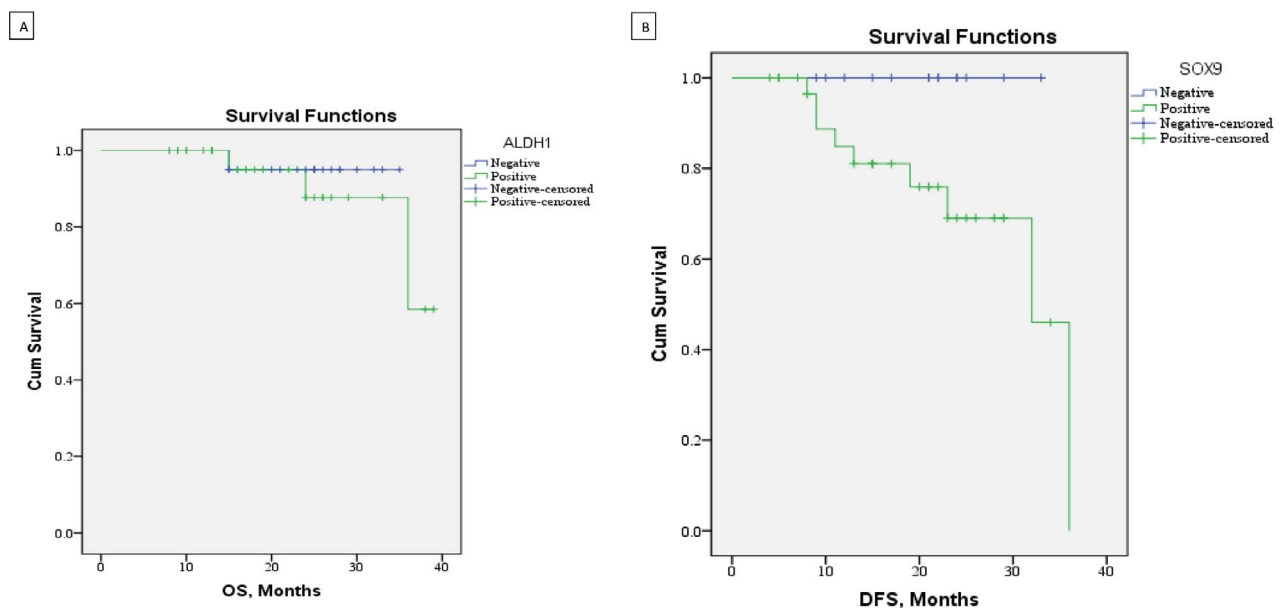 A
Survival Functions
ALDH1
Negative
Positive
Negative-censored
Positive-censored
1.0
0.8
0.6
0.4
0.2
0.0
Cum Survival
0 10 20 30 40
OS, Months
B
Survival Functions
SOX9
Negative
Positive
Negative-censored
Positive-censored
1.0
0.8
0.6
0.4
0.2
0.0
Cum Survival
0 10 20 30 40
DFS, Months